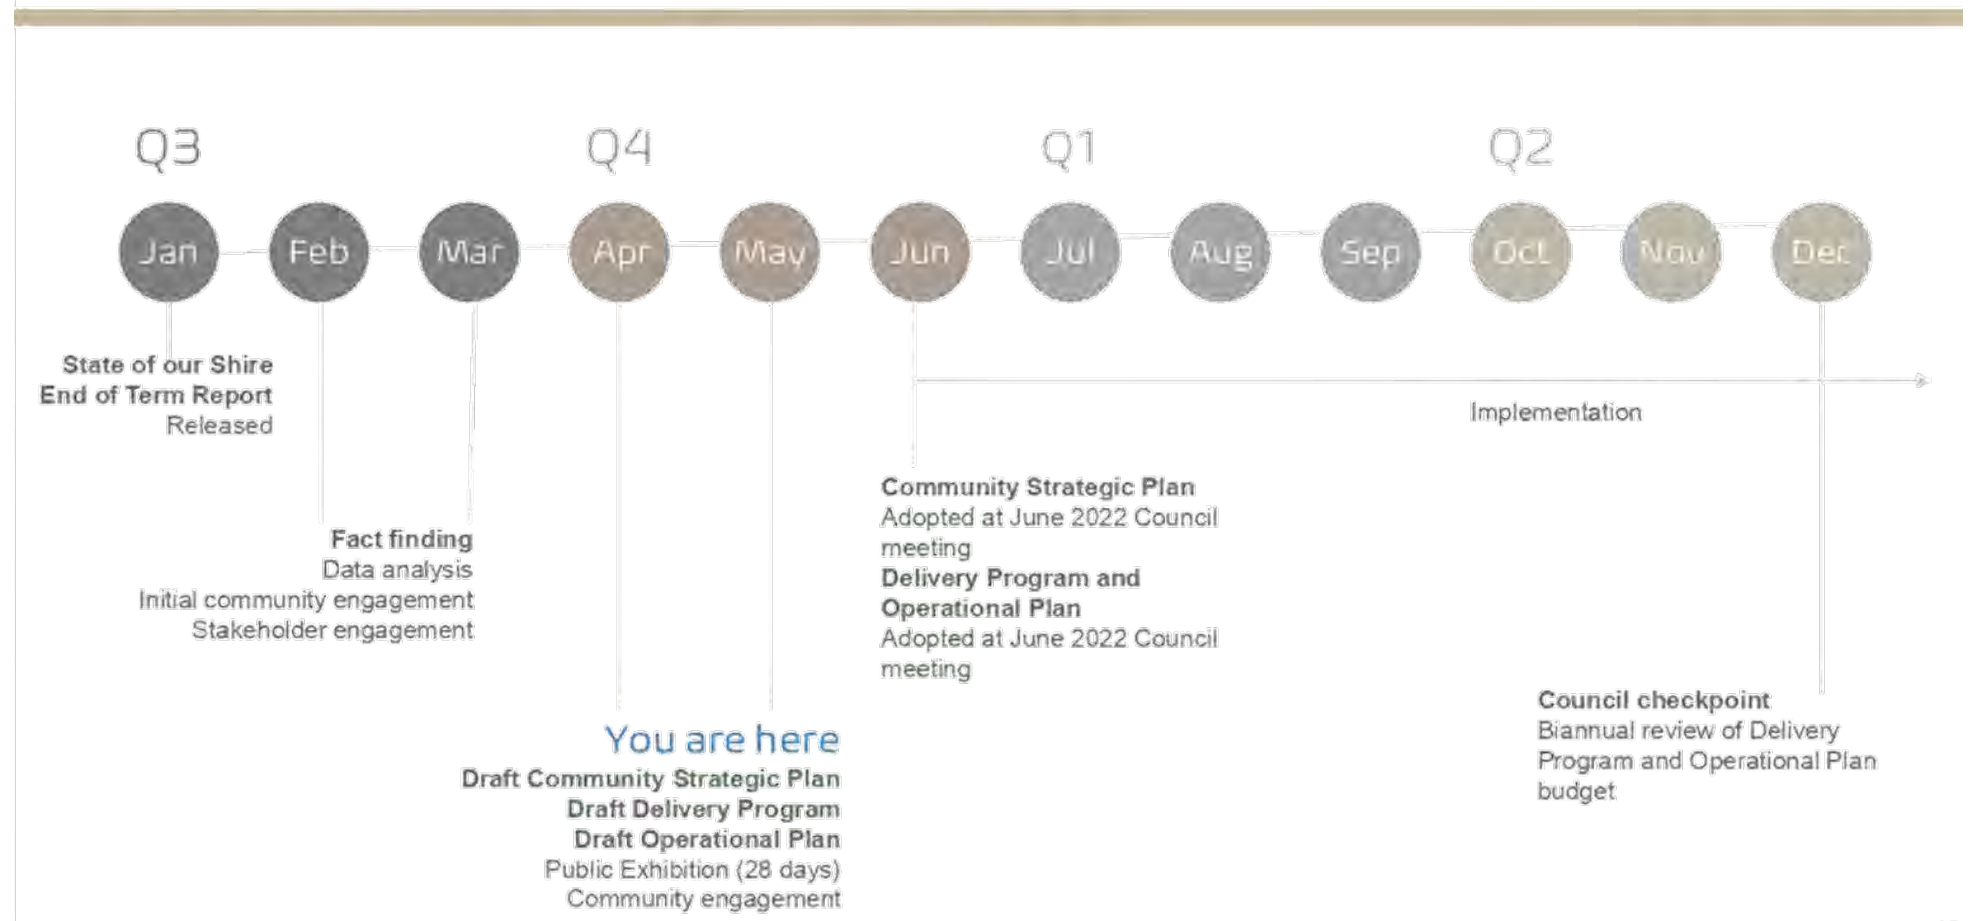 Q3
Q4
Q1
Q2
Jan
Feb
Mar
Apr
May
Jun
Jul
Aug
Sep
Oct
Nov
Dec
State of our Shire
End of Term Report
Released
Implementation
Fact finding
Data analysis
Initial community engagement
Stakeholder engagement
Community Strategic Plan
Adopted at June 2022 Council
meeting
Delivery Program and
Operational Plan
Adopted at June 2022 Council
meeting
You are here
Draft Community Strategic Plan
Draft Delivery Program
Draft Operational Plan
Public Exhibition (28 days)
Community engagement
Council checkpoint
Biannual review of Delivery
Program and Operational Plan
budget